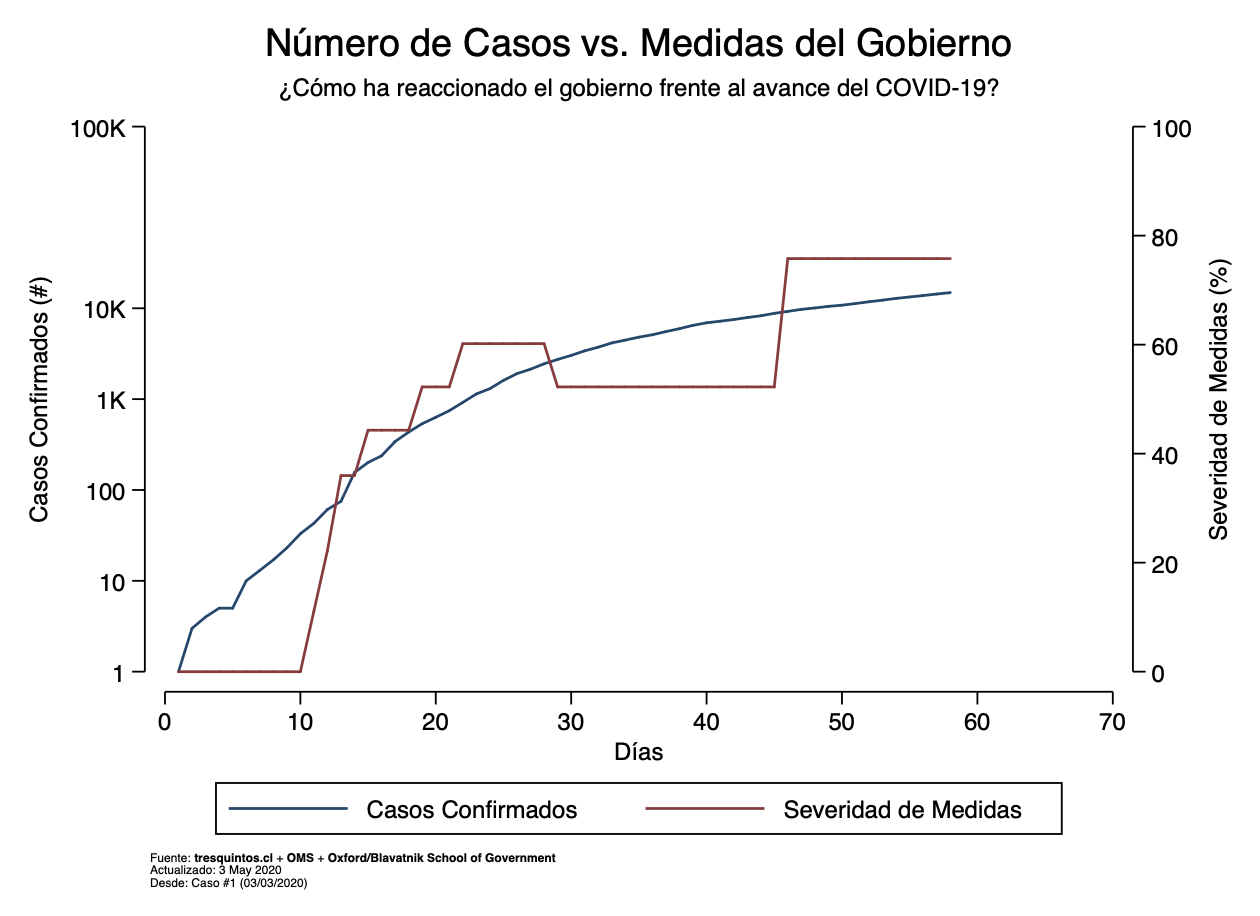 Número de Casos vs. Medidas del Gobierno
¿Cómo ha reaccionado el gobierno frente al avance del COVID-19?
Casos Confirmados (#)
100K
10K
1K
100
10
1
Severidad de Medidas (%)
100
80
60
40
20
0
0 10 20 30 40 50 60 70
Días
Casos Confirmados Severidad de Medidas
Fuente: tresquintos.cl + OMS + Oxford/Blavatnik School of Government
Actualizado: 3 May 2020
Desde: Caso #1 (03/03/2020)